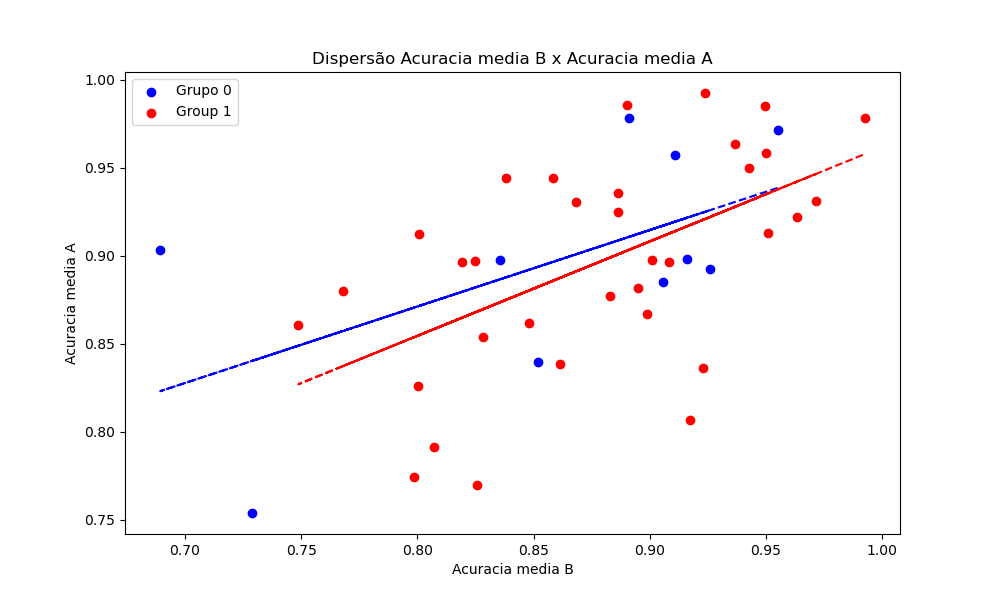 Dispersão Acuracia media B x Acuracia media A
Grupo 0
Group 1
1.00
0.95
0.90
0.85
0.80
0.75
Acuracia media A
0.70
0.75
0.80
0.85
0.90
0.95
1.00
Acuracia media B